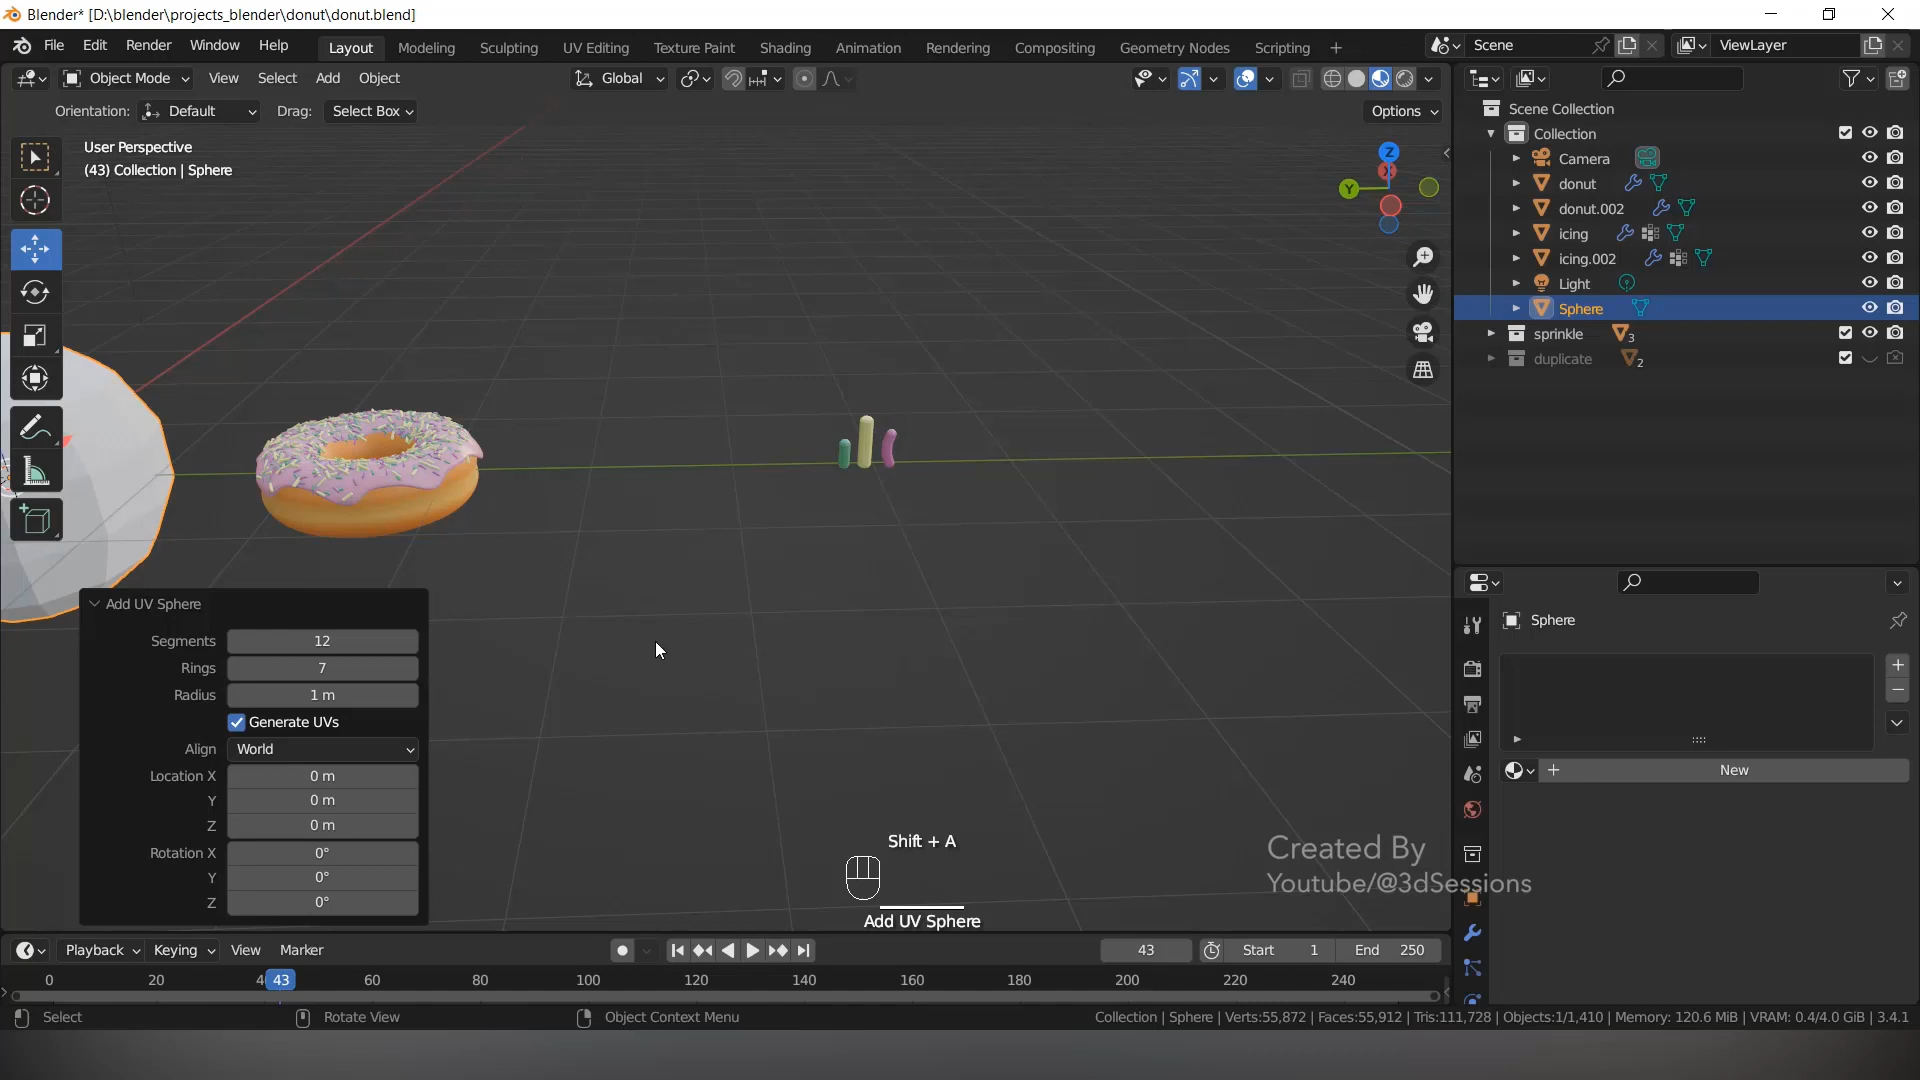 Blender* [D:\blender\projects_blender\donut\donut.blend]
File Edit Render Window Help Layout Modeling Sculpting UV Editing Texture Paint Shading Animation Rendering Compositing Geometry Nodes Scripting + Scene ViewLayer
Object Mode View Select Add Object Global
Orientation: Default Drag: Select Box Options
User Perspective
(43) Collection | Sphere
Z
X
Y
Scene Collection
Collection
Camera
donut
donut.002
icing
icing.002
Light
Sphere
sprinkle 3
duplicate 2
Add UV Sphere
Segments 12
Rings 7
Radius 1 m
Generate UVs
Align World
Location X 0 m
Y 0 m
Z 0 m
Rotation X 0°
Y 0°
Z 0°
Sphere
+ New
Shift + A
Add UV Sphere
Created By
Youtube/@3dSessions
Playback Keying View Marker 43 Start 1 End 250
0 20 43 60 80 100 120 140 160 180 200 220 240
Select Rotate View Object Context Menu Collection | Sphere | Verts:55,872 | Faces:55,912 | Tris:111,728 | Objects:1/1,410 | Memory: 120.6 MiB | VRAM: 0.4/4.0 GiB | 3.4.1